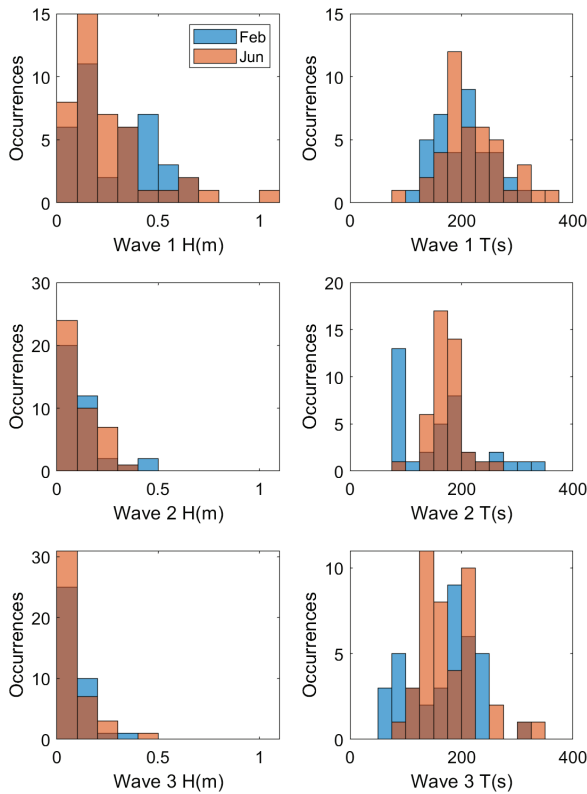 15
10
5
0
Occurrences
0 0.5 1
Wave 1 H(m)
Feb
Jun
15
10
5
0
Occurrences
0 200 400
Wave 1 T(s)
30
20
10
0
Occurrences
0 0.5 1
Wave 2 H(m)
20
15
10
5
0
Occurrences
0 200 400
Wave 2 T(s)
30
20
10
0
Occurrences
0 0.5 1
Wave 3 H(m)
10
5
0
Occurrences
0 200 400
Wave 3 T(s)